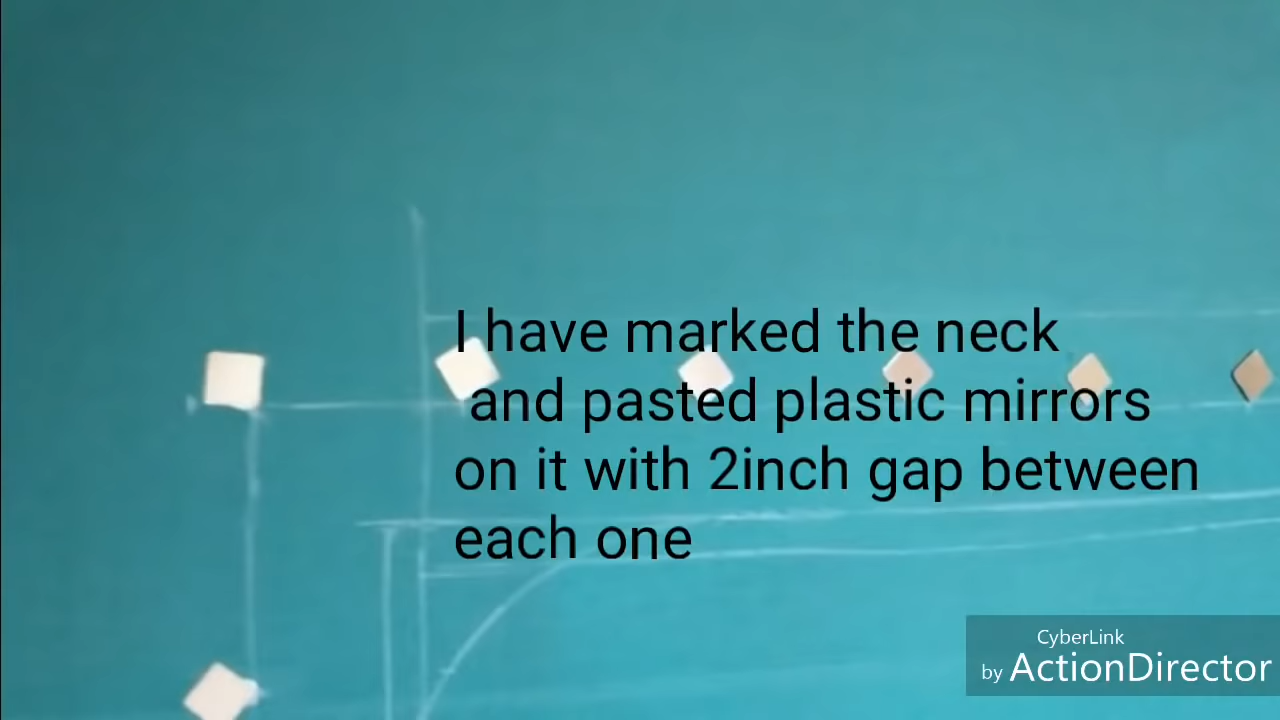 I have marked the neck
and pasted plastic mirrors
on it with 2inch gap between
each one
CyberLink
by ActionDirector